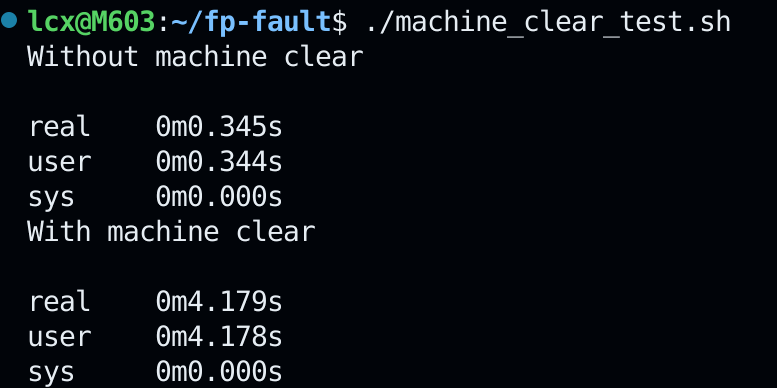 lcx@M603:~/fp-fault$ ./machine_clear_test.sh
Without machine clear
real 0m0.345s
user 0m0.344s
sys 0m0.000s
With machine clear
real 0m4.179s
user 0m4.178s
sys 0m0.000s